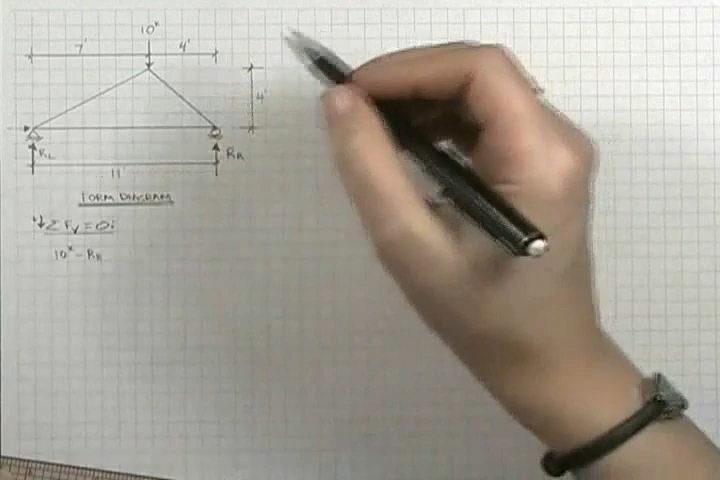 10ᴷ
7' 4'
4'
R_L R_R
11'
FORM DIAGRAM
+↓ΣF_V=0;
10ᴷ-R_R